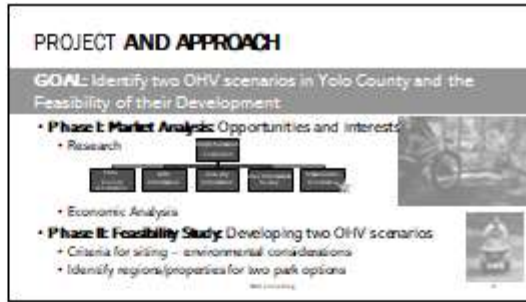 PROJECT AND APPROACH
GOAL: Identify two OHV scenarios in Yolo County and the
Feasibility of their Development
• Phase I: Market Analysis: Opportunities and interests
• Research
• Economic Analysis
• Phase II: Feasibility Study: Developing two OHV scenarios
• Criteria for siting – environmental considerations
• Identify regions/properties for two park options